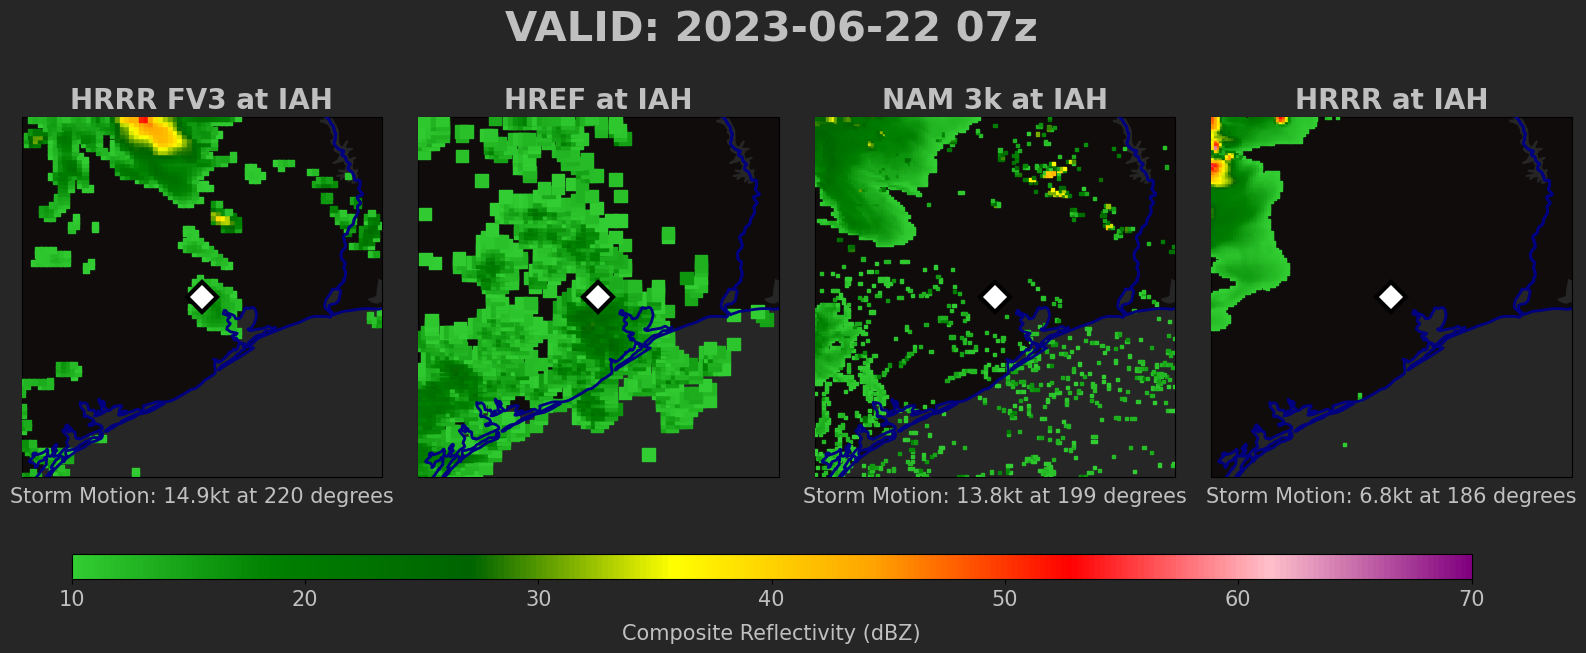 VALID: 2023-06-22 07z
HRRR FV3 at IAH
HREF at IAH
NAM 3k at IAH
HRRR at IAH
Storm Motion: 14.9kt at 220 degrees
Storm Motion: 13.8kt at 199 degrees
Storm Motion: 6.8kt at 186 degrees
10 20 30 40 50 60 70
Composite Reflectivity (dBZ)